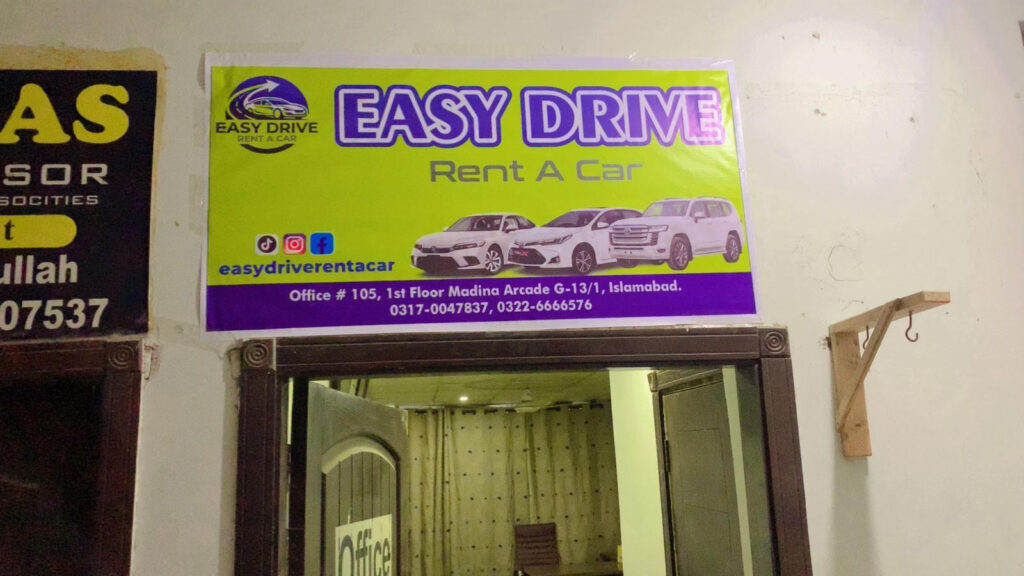 AS
SOR
SOCITIES
t
ullah
07537
EASY DRIVE
RENT A CAR
EASY DRIVE
Rent A Car
easydriverentacar
Office # 105, 1st Floor Madina Arcade G-13/1, Islamabad.
0317-0047837, 0322-6666576
Office